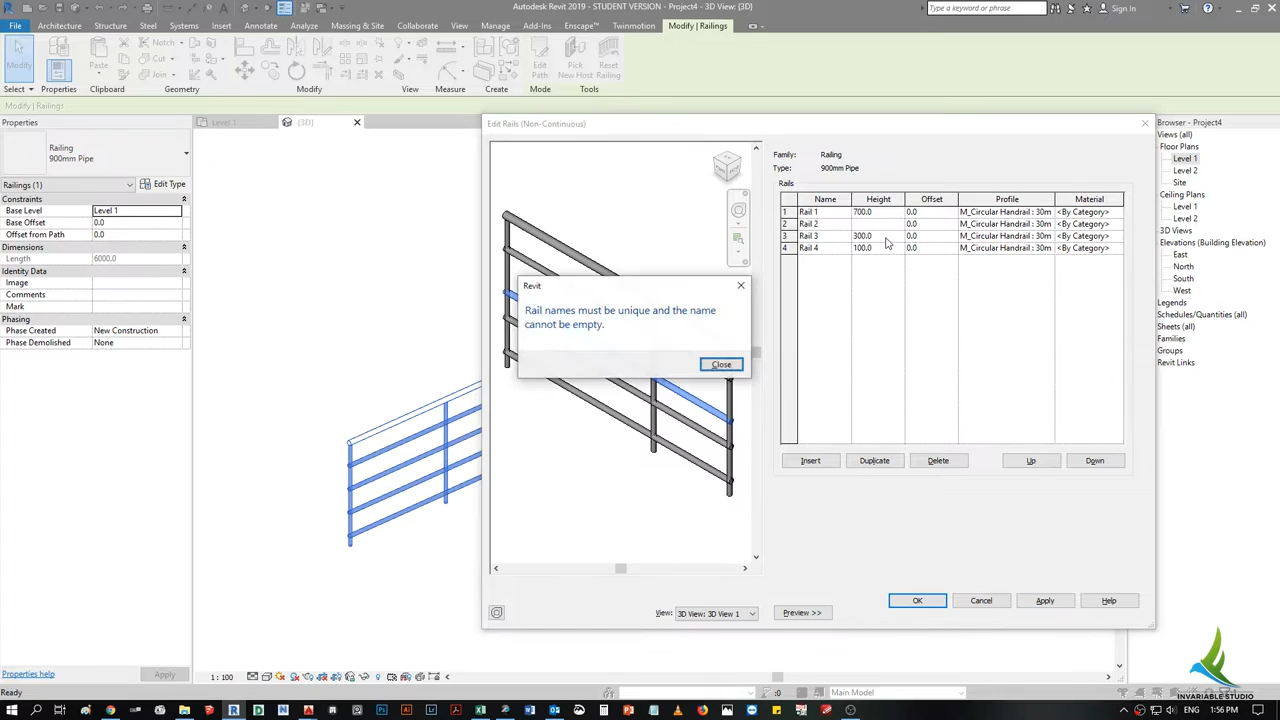 Autodesk Revit 2019 - STUDENT VERSION - Project4 - 3D View: {3D}
Type a keyword or phrase
Sign In
File Architecture Structure Steel Systems Insert Annotate Analyze Massing & Site Collaborate View Manage Add-Ins Enscape™ Twinmotion Modify | Railings
Modify
Paste
Notch
Cut
Join
Edit Path
Pick New Host
Reset Railing
Select Properties Clipboard Geometry Modify View Measure Create Mode Tools
Modify | Railings
Properties
Level 1
{3D}
Railing
900mm Pipe
Railings (1)
Edit Type
Constraints
Base Level Level 1
Base Offset 0.0
Offset from Path 0.0
Dimensions
Length 6000.0
Identity Data
Image
Comments
Mark
Phasing
Phase Created New Construction
Phase Demolished None
Properties help
Apply
Edit Rails (Non-Continuous)
Family: Railing
Type: 900mm Pipe
Rails
Name Height Offset Profile Material
1 Rail 1 700.0 0.0 M_Circular Handrail : 30m <By Category>
2 Rail 2 0.0 M_Circular Handrail : 30m <By Category>
3 Rail 3 300.0 0.0 M_Circular Handrail : 30m <By Category>
4 Rail 4 100.0 0.0 M_Circular Handrail : 30m <By Category>
Insert Duplicate Delete Up Down
Revit
Rail names must be unique and the name
cannot be empty.
Close
View: 3D View: 3D View 1
Preview >>
OK Cancel Apply Help
Browser - Project4
Views (all)
Floor Plans
Level 1
Level 2
Site
Ceiling Plans
Level 1
Level 2
3D Views
Elevations (Building Elevation)
East
North
South
West
Legends
Schedules/Quantities (all)
Sheets (all)
Families
Groups
Revit Links
1 : 100
Ready
:0
Main Model
INVARIABLE STUDIO
ENG 1:56 PM